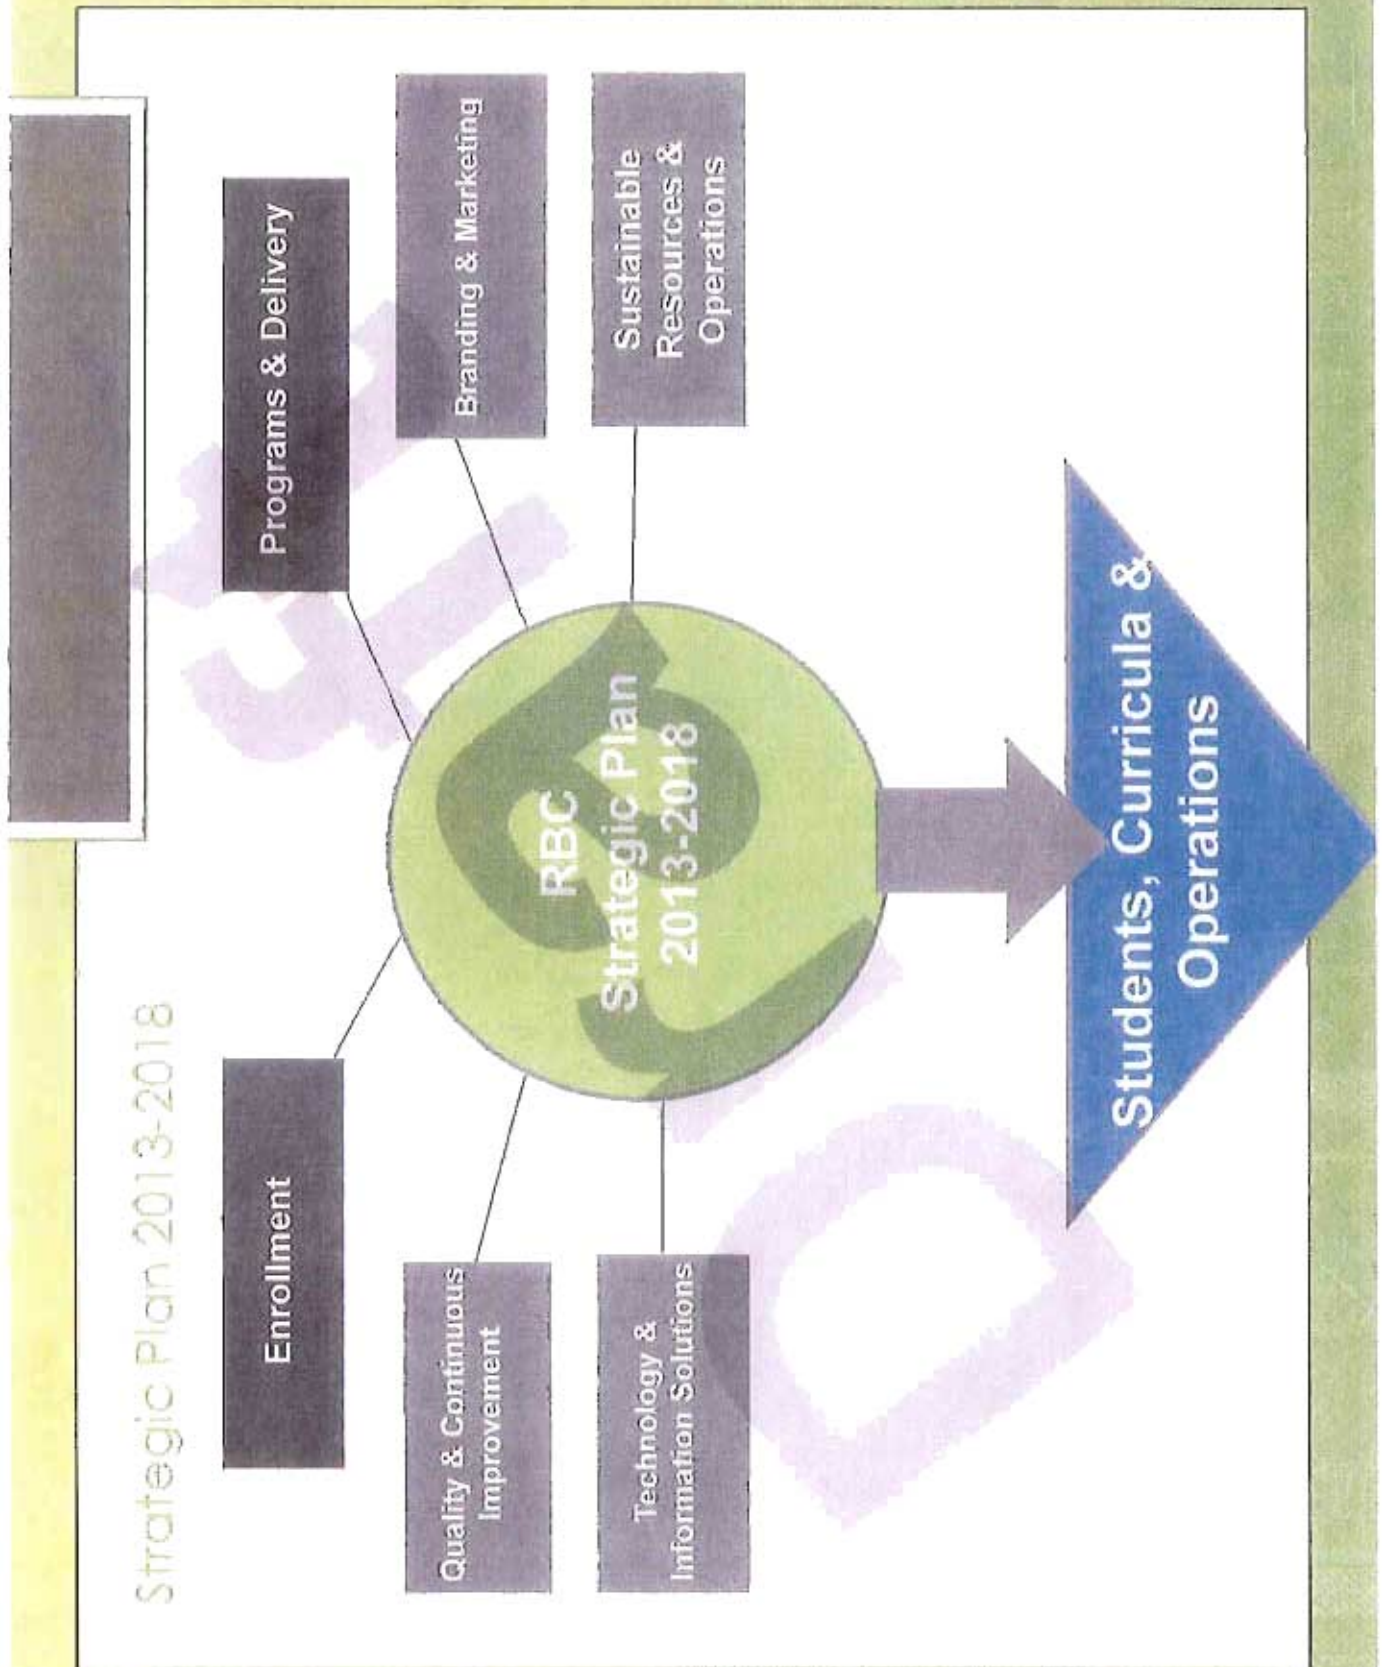 Strategic Plan 2013-2018
Enrollment
Programs & Delivery
Quality & Continuous
Improvement
Branding & Marketing
Technology &
Information Solutions
Sustainable
Resources &
Operations
RBC
Strategic Plan
2013-2018
Students, Curricula &
Operations
Draft